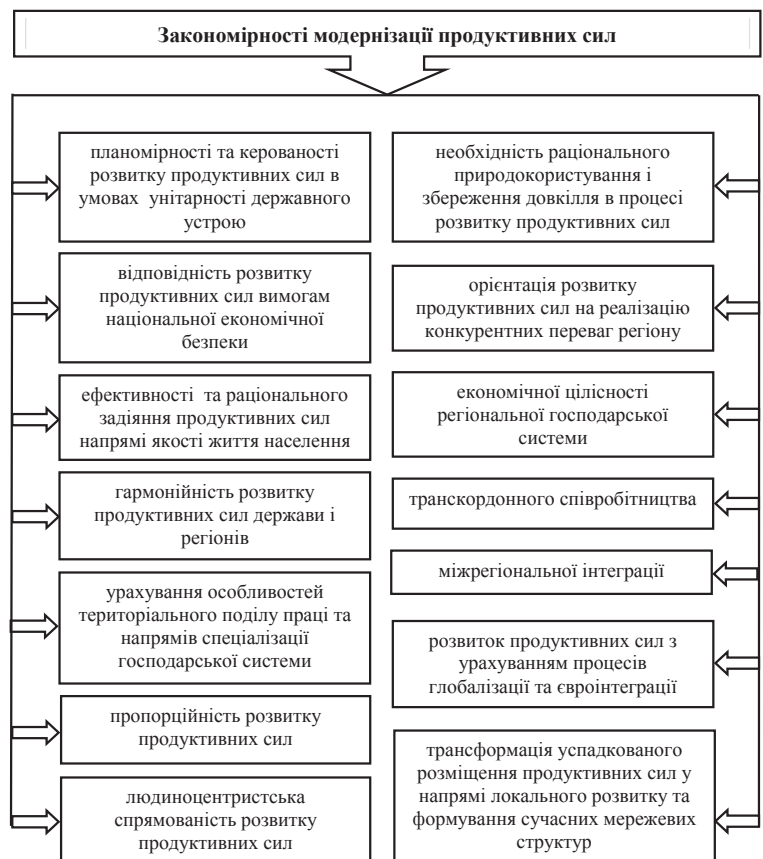 Закономірності модернізації продуктивних сил
планомірності та керованості
розвитку продуктивних сил в
умовах унітарності державного
устрою
відповідність розвитку
продуктивних сил вимогам
національної економічної
безпеки
ефективності та раціонального
задіяння продуктивних сил
напрямі якості життя населення
гармонійність розвитку
продуктивних сил держави і
регіонів
урахування особливостей
територіального поділу праці та
напрямів спеціалізації
господарської системи
пропорційність розвитку
продуктивних сил
людиноцентристська
спрямованість розвитку
продуктивних сил
необхідність раціонального
природокористування і
збереження довкілля в процесі
розвитку продуктивних сил
орієнтація розвитку
продуктивних сил на реалізацію
конкурентних переваг регіону
економічної цілісності
регіональної господарської
системи
транскордонного співробітництва
міжрегіональної інтеграції
розвиток продуктивних сил з
урахуванням процесів
глобалізації та євроінтеграції
трансформація успадкованого
розміщення продуктивних сил у
напрямі локального розвитку та
формування сучасних мережевих
структур